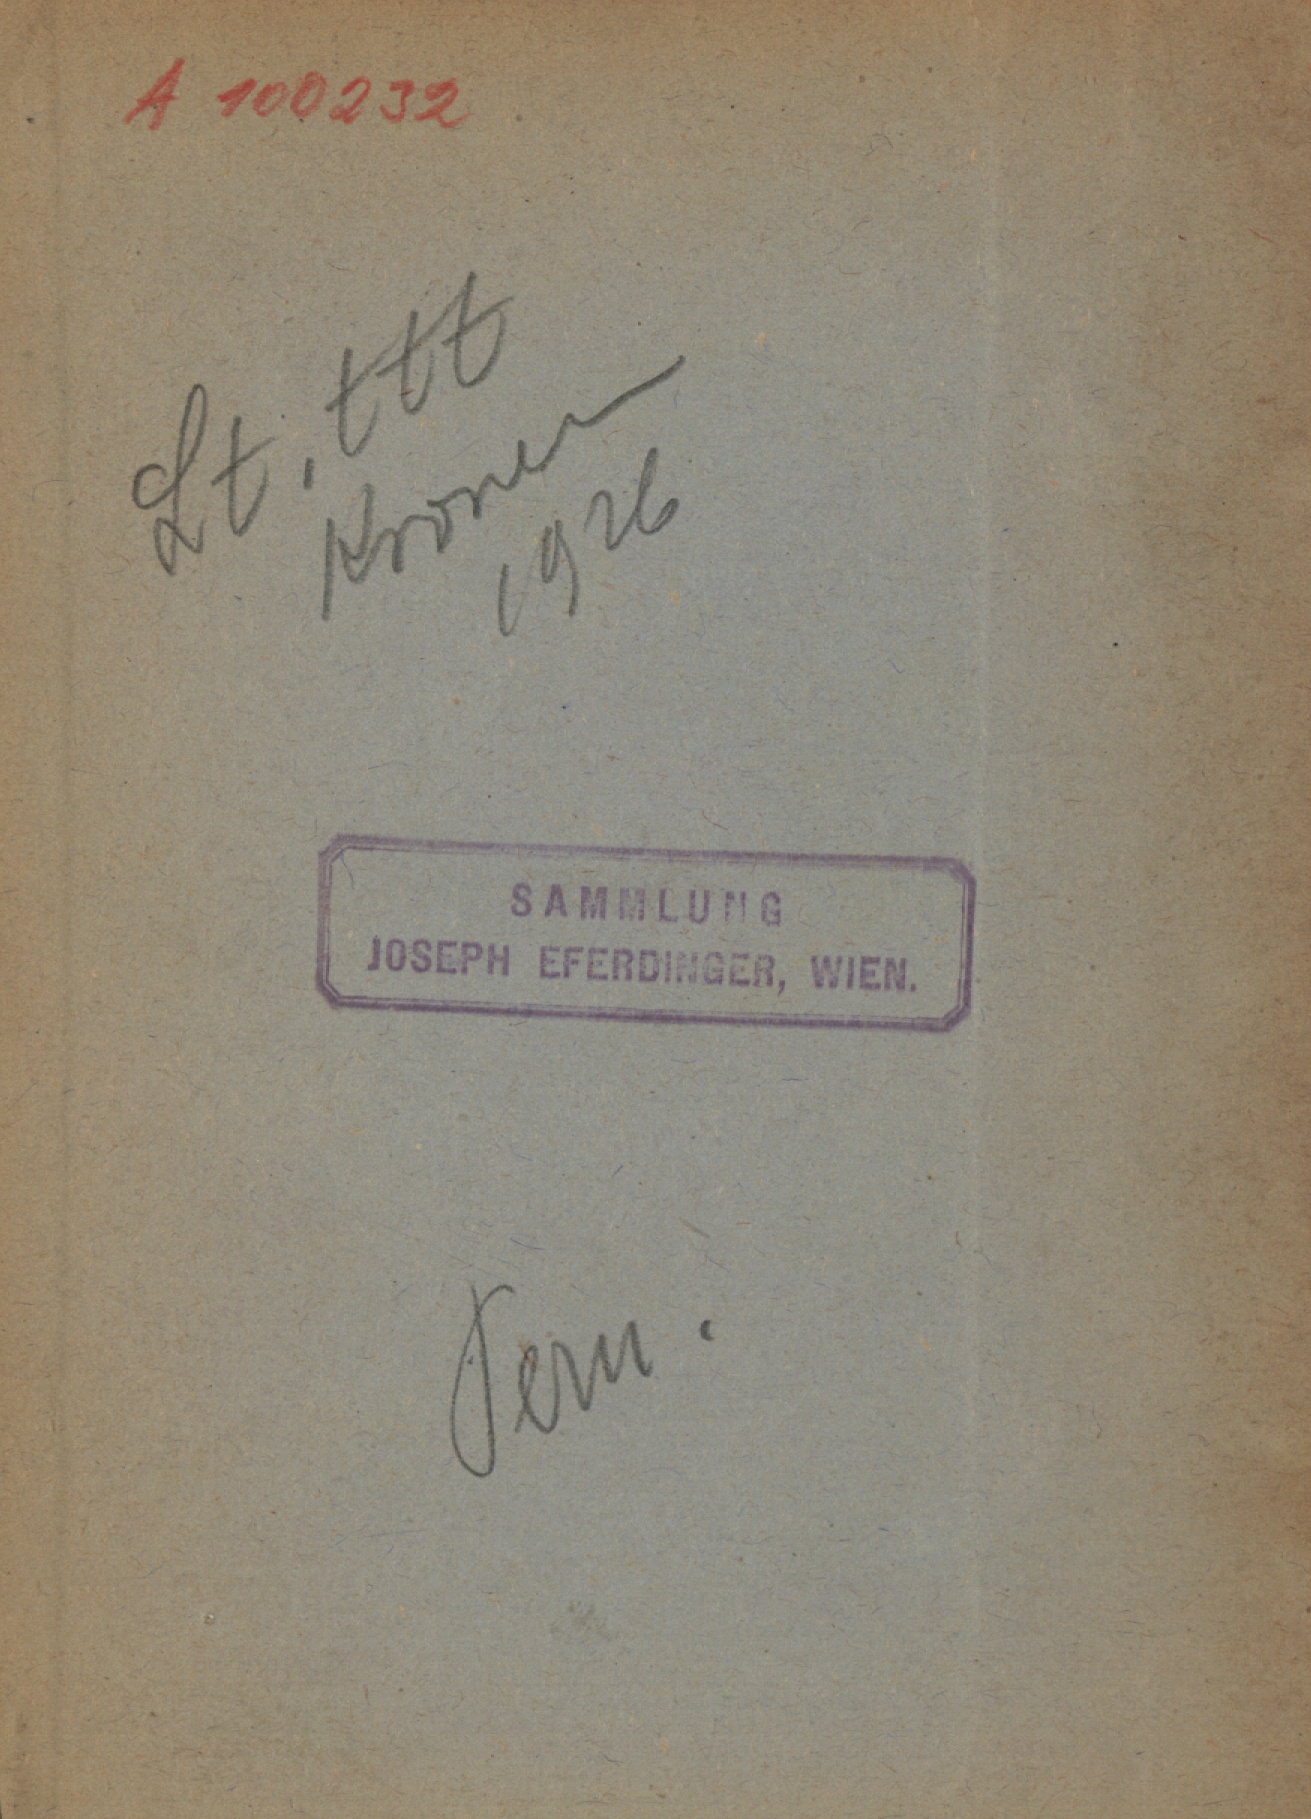 A 100232
Lt. ttt
Kronen
1926
SAMMLUNG
JOSEPH EFERDINGER, WIEN.